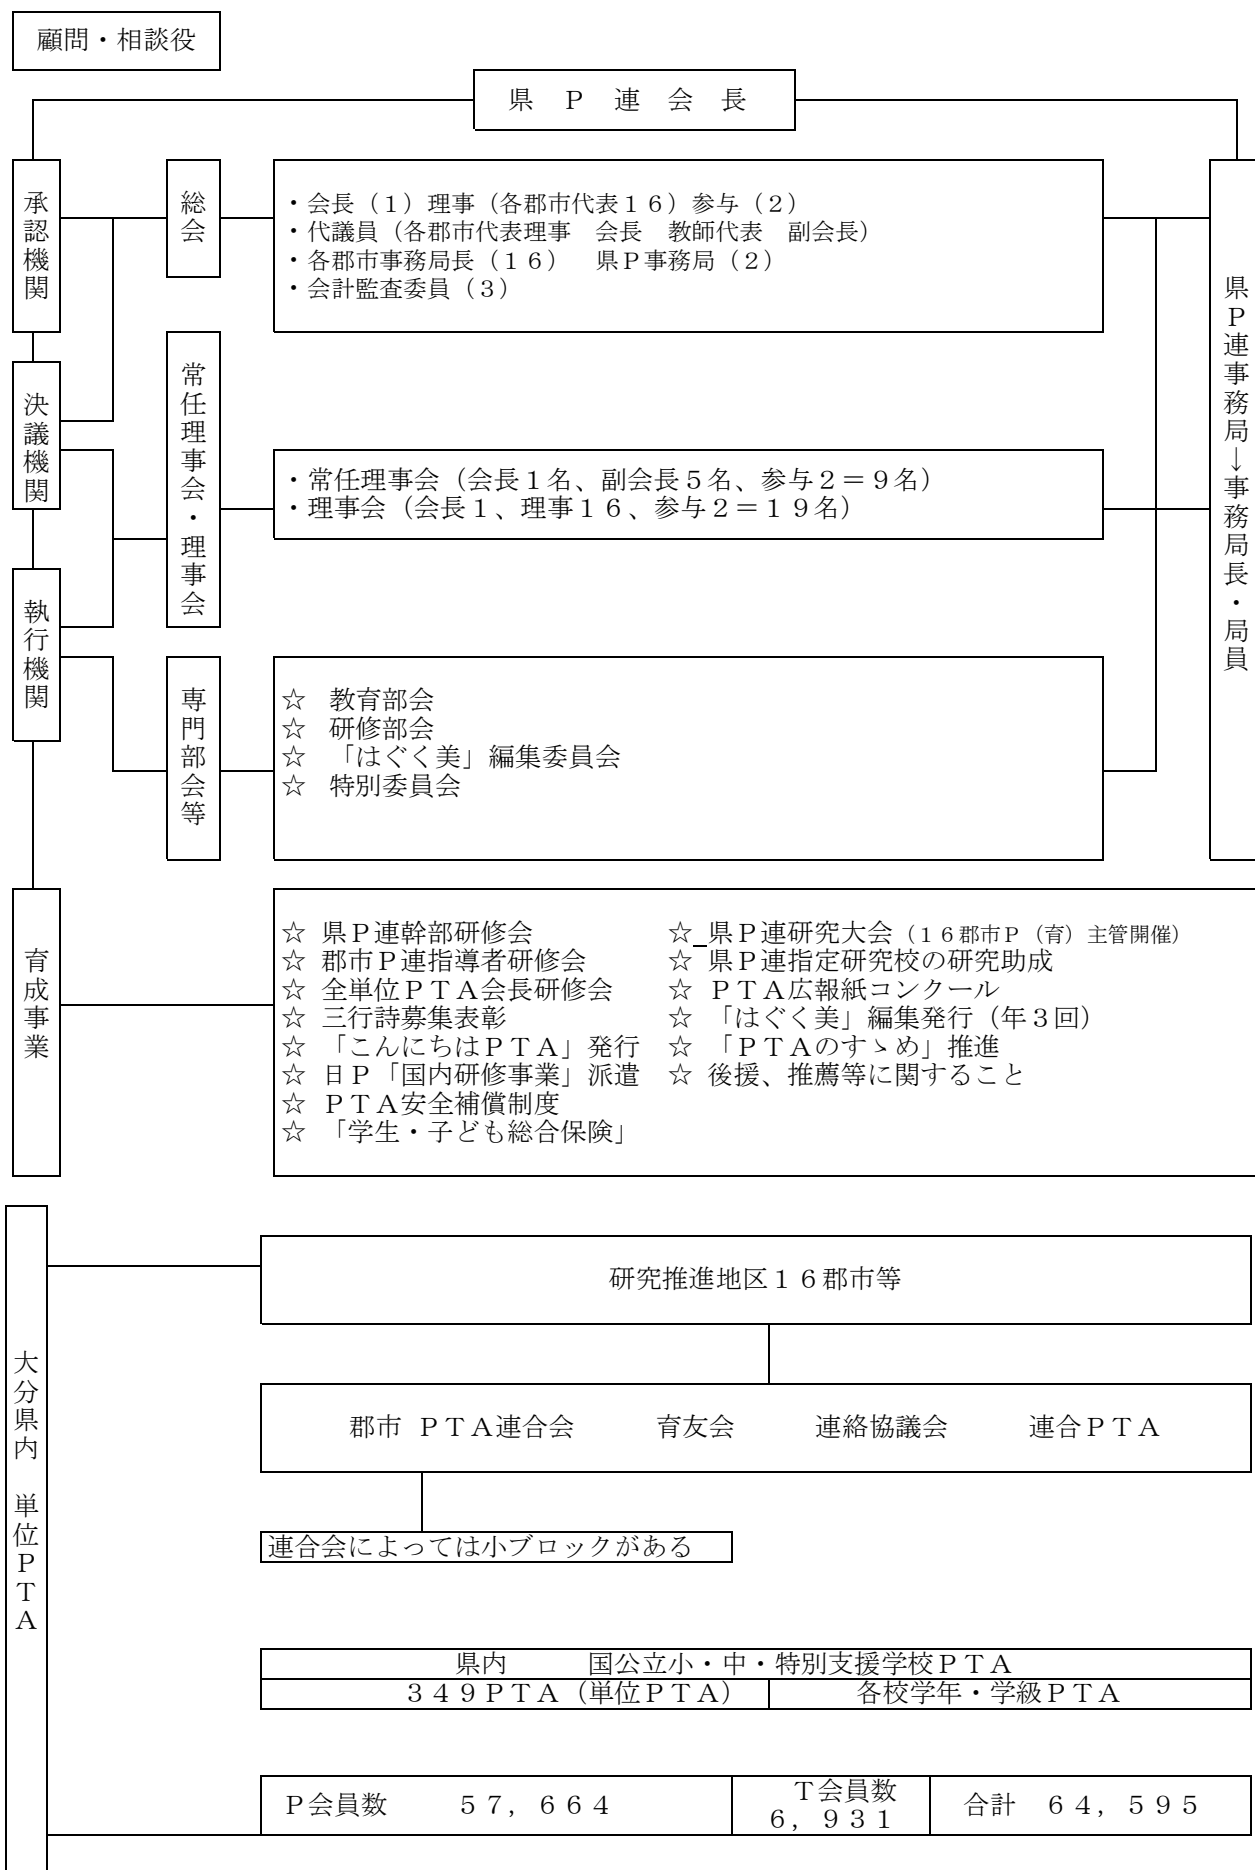 顧問・相談役
県　Ｐ　連　会　長
承認機関
総会
・会長（１）理事（各郡市代表１６）参与（２）
・代議員（各郡市代表理事　会長　教師代表　副会長）
・各郡市事務局長（１６）　県Ｐ事務局（２）
・会計監査委員（３）
県Ｐ連事務局→事務局長・局員
決議機関
常任理事会・理事会
・常任理事会（会長１名、副会長５名、参与２＝９名）
・理事会（会長１、理事１６、参与２＝１９名）
執行機関
専門部会等
☆　教育部会
☆　研修部会
☆　「はぐく美」編集委員会
☆　特別委員会
育成事業
☆ 県Ｐ連幹部研修会　☆ 県Ｐ連研究大会（１６郡市Ｐ（育）主管開催）
☆ 郡市Ｐ連指導者研修会　☆ 県Ｐ連指定研究校の研究助成
☆ 全単位ＰＴＡ会長研修会　☆ ＰＴＡ広報紙コンクール
☆ 三行詩募集表彰　☆ 「はぐく美」編集発行（年３回）
☆ 「こんにちはＰＴＡ」発行　☆ 「ＰＴＡのすゝめ」推進
☆ 日Ｐ「国内研修事業」派遣　☆ 後援、推薦等に関すること
☆ ＰＴＡ安全補償制度
☆ 「学生・子ども総合保険」
大分県内　単位ＰＴＡ
研究推進地区１６郡市等
郡市 ＰＴＡ連合会　育友会　連絡協議会　連合ＰＴＡ
連合会によっては小ブロックがある
県内　国公立小・中・特別支援学校ＰＴＡ
３４９ＰＴＡ（単位ＰＴＡ）　各校学年・学級ＰＴＡ
Ｐ会員数　５７，６６４
Ｔ会員数
６，９３１
合計　６４，５９５